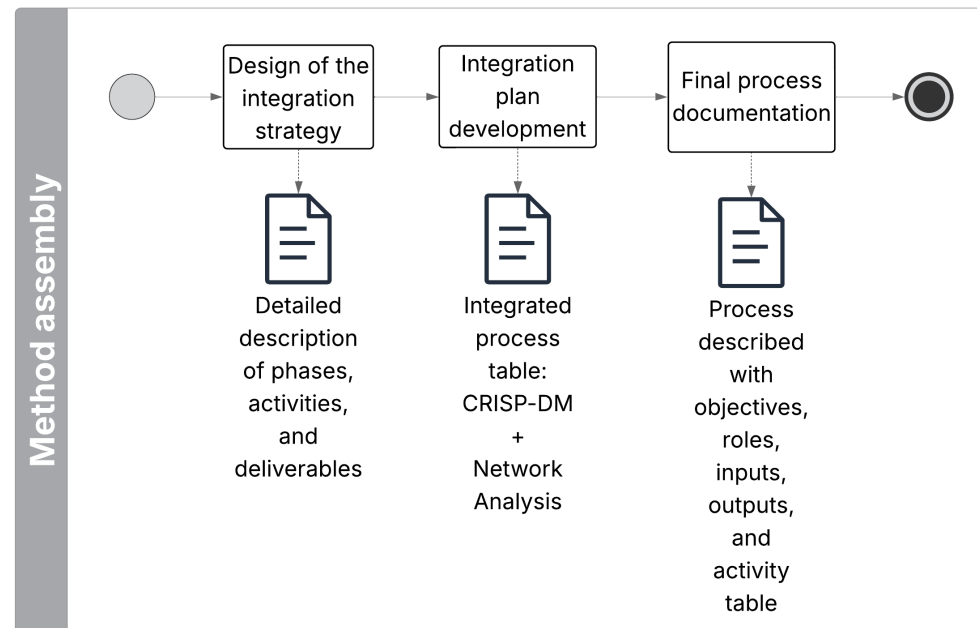 Method assembly
Design of the
integration
strategy
Integration
plan
development
Final process
documentation
Detailed
description
of phases,
activities,
and
deliverables
Integrated
process
table:
CRISP-DM
+
Network
Analysis
Process
described
with
objectives,
roles,
inputs,
outputs,
and
activity
table